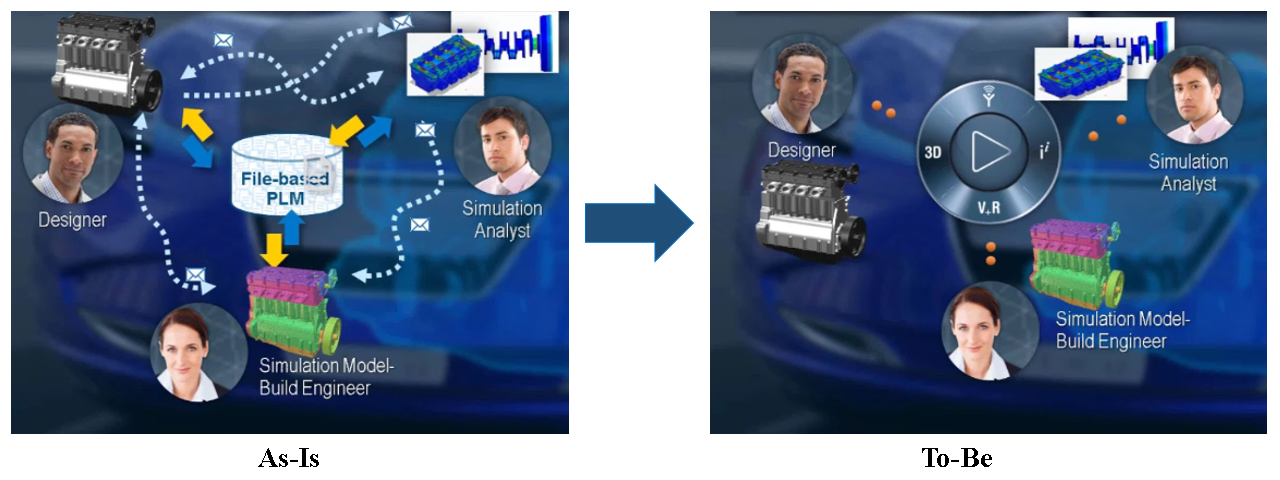 File-based
PLM
Designer
Simulation
Analyst
Simulation Model-
Build Engineer
As-Is
Designer
3D
i i
V+R
Simulation
Analyst
Simulation Model-
Build Engineer
To-Be